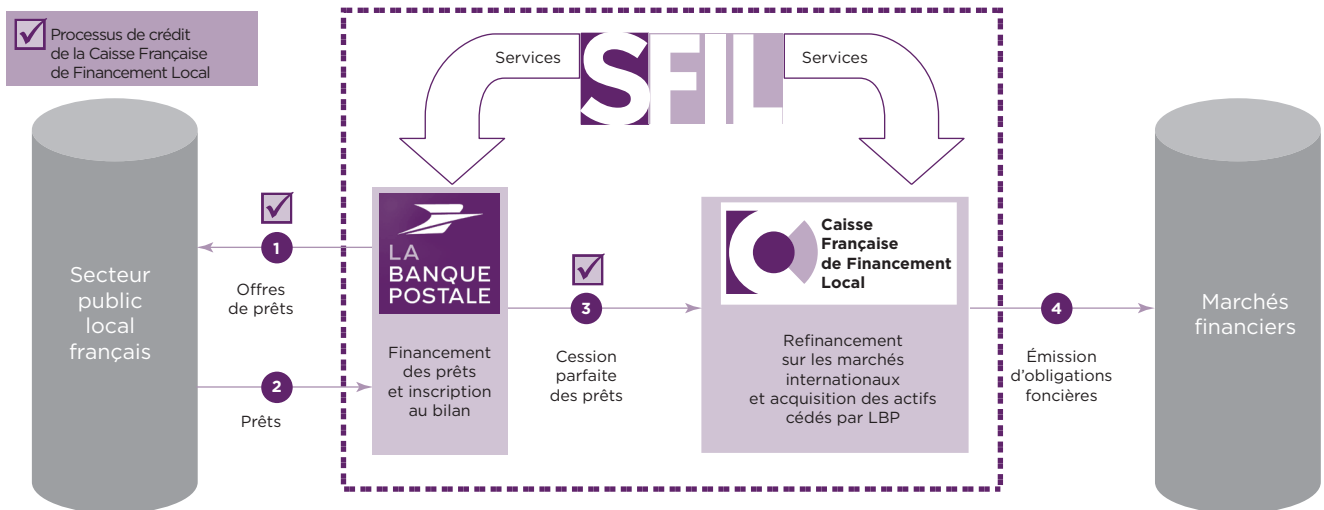 Processus de crédit
de la Caisse Française
de Financement Local
Services
SFIL
Services
Secteur
public
local
français
1
Offres
de prêts
2
Prêts
LA
BANQUE
POSTALE
Financement
des prêts
et inscription
au bilan
3
Cession
parfaite
des prêts
Caisse
Française
de Financement
Local
Refinancement
sur les marchés
internationaux
et acquisition des actifs
cédés par LBP
4
Émission
d'obligations
foncières
Marchés
financiers